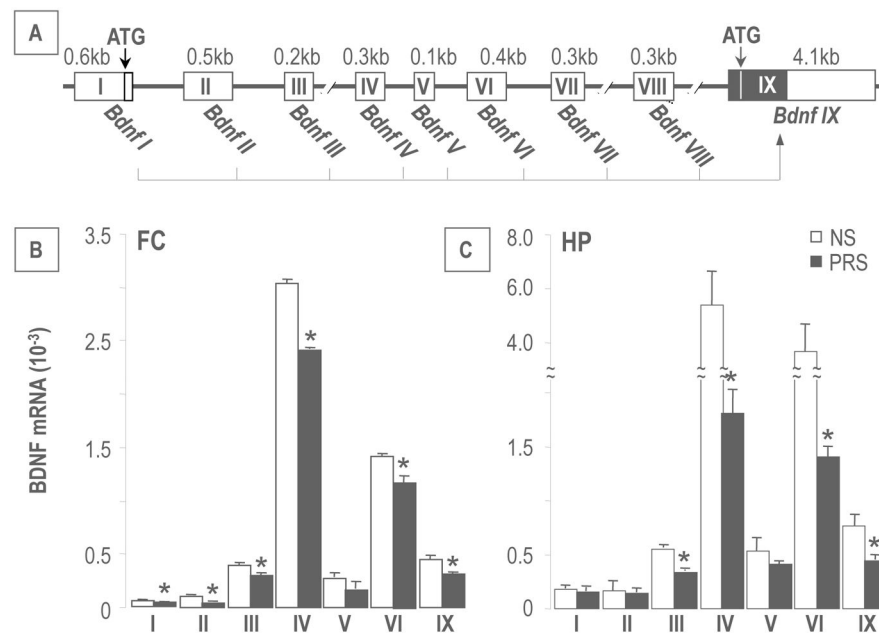 A
ATG
ATG
0.6kb 0.5kb 0.2kb 0.3kb 0.1kb 0.4kb 0.3kb 0.3kb 4.1kb
I II III IV V VI VII VIII IX
Bdnf I Bdnf II Bdnf III Bdnf IV Bdnf V Bdnf VI Bdnf VII Bdnf VIII Bdnf IX
B
FC
BDNF mRNA (10-3)
3.5
2.5
1.5
0.5
0
* * * * * *
I II III IV V VI IX
C
HP
NS
PRS
8.0
6.0
4.0
≈ ≈ ≈ ≈ ≈
1.5
0.5
0
* * * *
I II III IV V VI IX